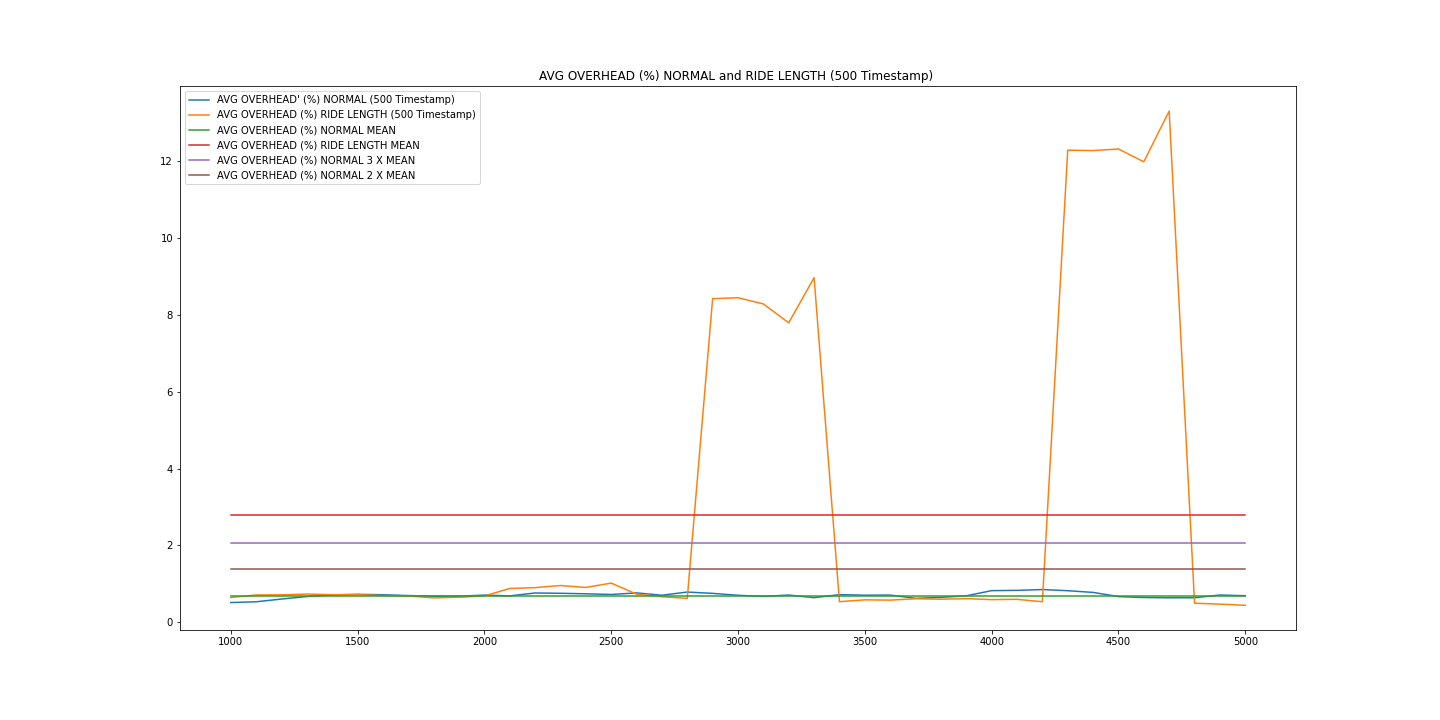 AVG OVERHEAD (%) NORMAL and RIDE LENGTH (500 Timestamp)
AVG OVERHEAD' (%) NORMAL (500 Timestamp)
AVG OVERHEAD (%) RIDE LENGTH (500 Timestamp)
AVG OVERHEAD (%) NORMAL MEAN
AVG OVERHEAD (%) RIDE LENGTH MEAN
AVG OVERHEAD (%) NORMAL 3 X MEAN
AVG OVERHEAD (%) NORMAL 2 X MEAN
12
10
8
6
4
2
0
1000 1500 2000 2500 3000 3500 4000 4500 5000